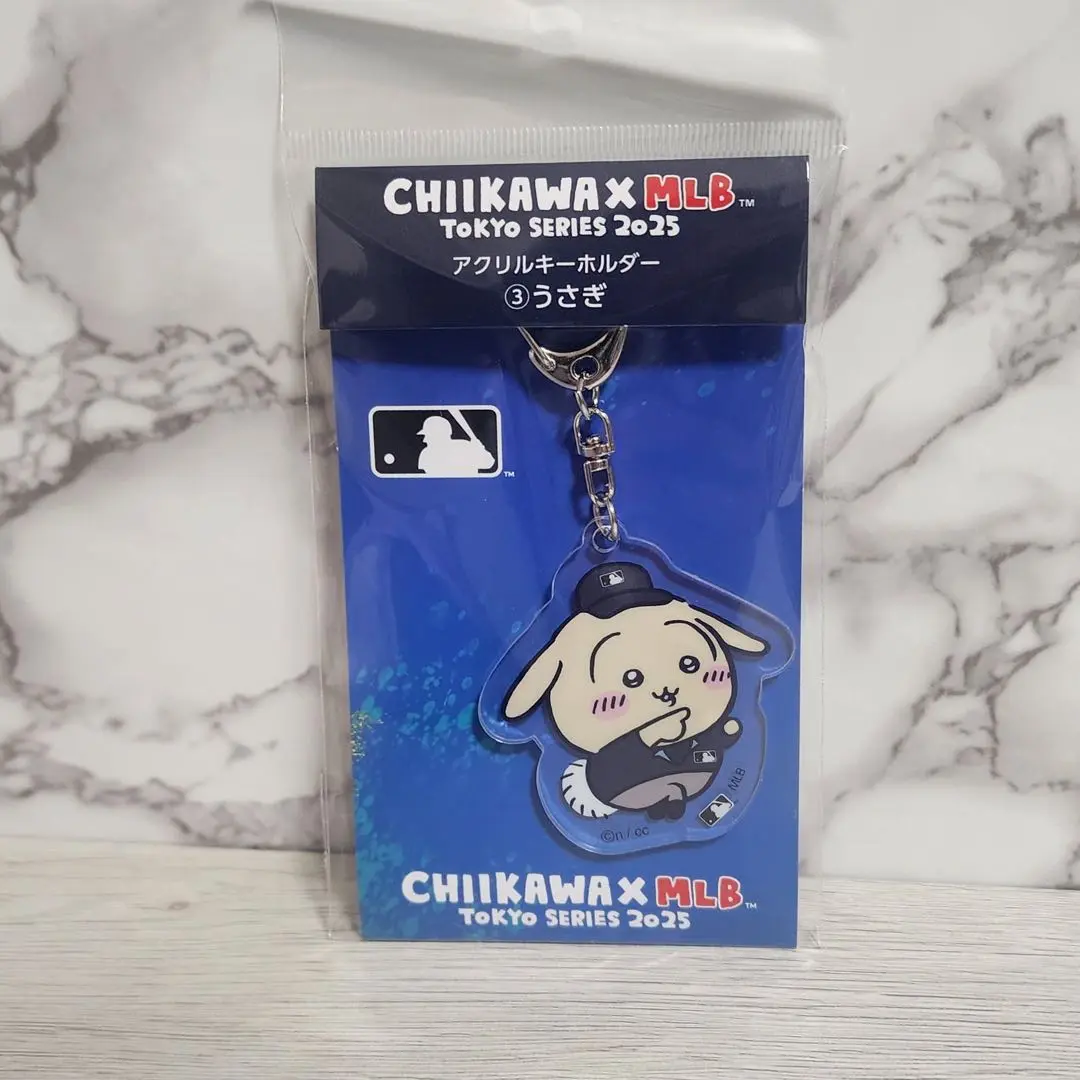 CHIIKAWA X MLB™
TOKYO SERIES 2025
アクリルキーホルダー
③うさぎ
™
MLB
©n / cc
CHIIKAWA X MLB™
TOKYO SERIES 2025